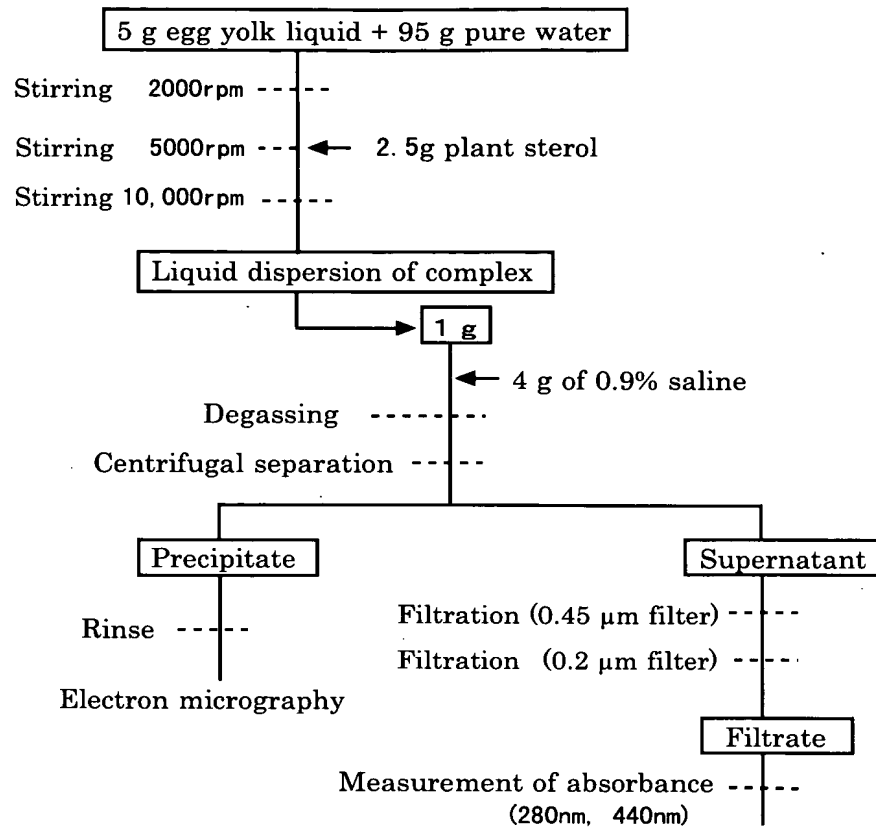 5 g egg yolk liquid + 95 g pure water
Stirring 2000rpm
Stirring 5000rpm
2.5g plant sterol
Stirring 10,000rpm
Liquid dispersion of complex
1 g
4 g of 0.9% saline
Degassing
Centrifugal separation
Precipitate
Supernatant
Filtration (0.45 µm filter)
Rinse
Filtration (0.2 µm filter)
Electron micrography
Filtrate
Measurement of absorbance
(280nm, 440nm)